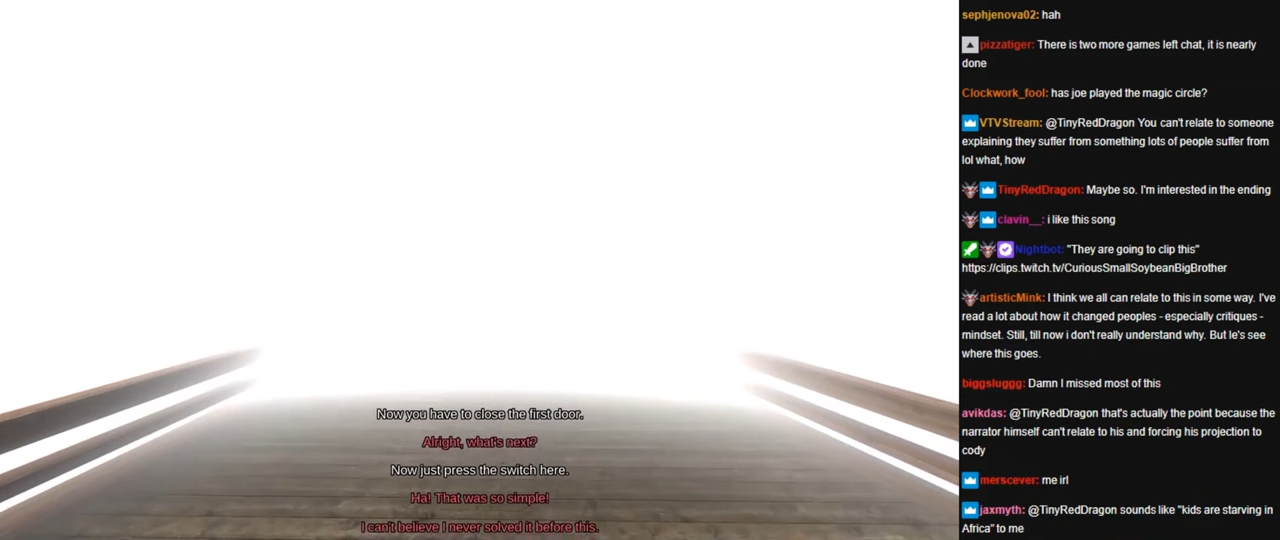 Now you have to close the first door.
Alright, what's next?
Now just press the switch here.
Ha! That was so simple!
I can't believe I never solved it before this.
sephjenova02: hah
pizzatiger: There is two more games left chat, it is nearly
done
Clockwork_fool: has joe played the magic circle?
VTVStream: @TinyRedDragon You can't relate to someone
explaining they suffer from something lots of people suffer from
lol what, how
TinyRedDragon: Maybe so. I'm interested in the ending
clavin__: i like this song
Nightbot: "They are going to clip this"
https://clips.twitch.tv/CuriousSmallSoybeanBigBrother
artisticMink: I think we all can relate to this in some way. I've
read a lot about how it changed peoples - especially critiques -
mindset. Still, till now i don't really understand why. But le's see
where this goes.
biggsluggg: Damn I missed most of this
avikdas: @TinyRedDragon that's actually the point because the
narrator himself can't relate to his and forcing his projection to
cody
merscever: me irl
jaxmyth: @TinyRedDragon sounds like "kids are starving in
Africa" to me